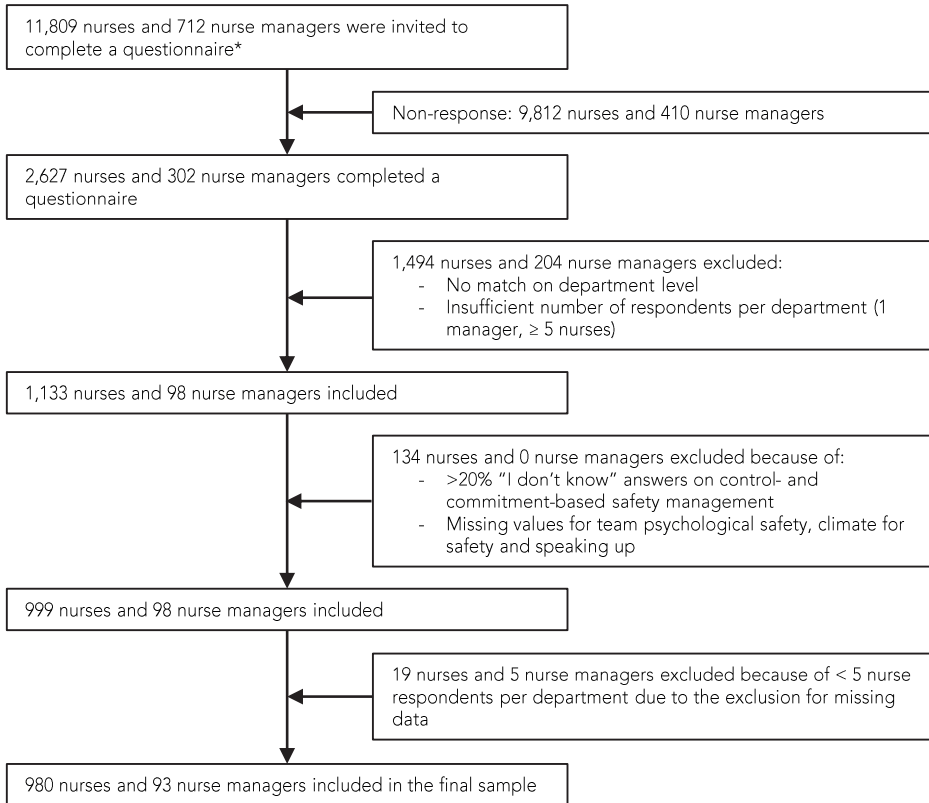 11,809 nurses and 712 nurse managers were invited to
complete a questionnaire*
Non-response: 9,812 nurses and 410 nurse managers
2,627 nurses and 302 nurse managers completed a
questionnaire
1,494 nurses and 204 nurse managers excluded:
- No match on department level
- Insufficient number of respondents per department (1
manager, ≥ 5 nurses)
1,133 nurses and 98 nurse managers included
134 nurses and 0 nurse managers excluded because of:
- >20% “I don’t know” answers on control- and
commitment-based safety management
- Missing values for team psychological safety, climate for
safety and speaking up
999 nurses and 98 nurse managers included
19 nurses and 5 nurse managers excluded because of < 5 nurse
respondents per department due to the exclusion for missing
data
980 nurses and 93 nurse managers included in the final sample